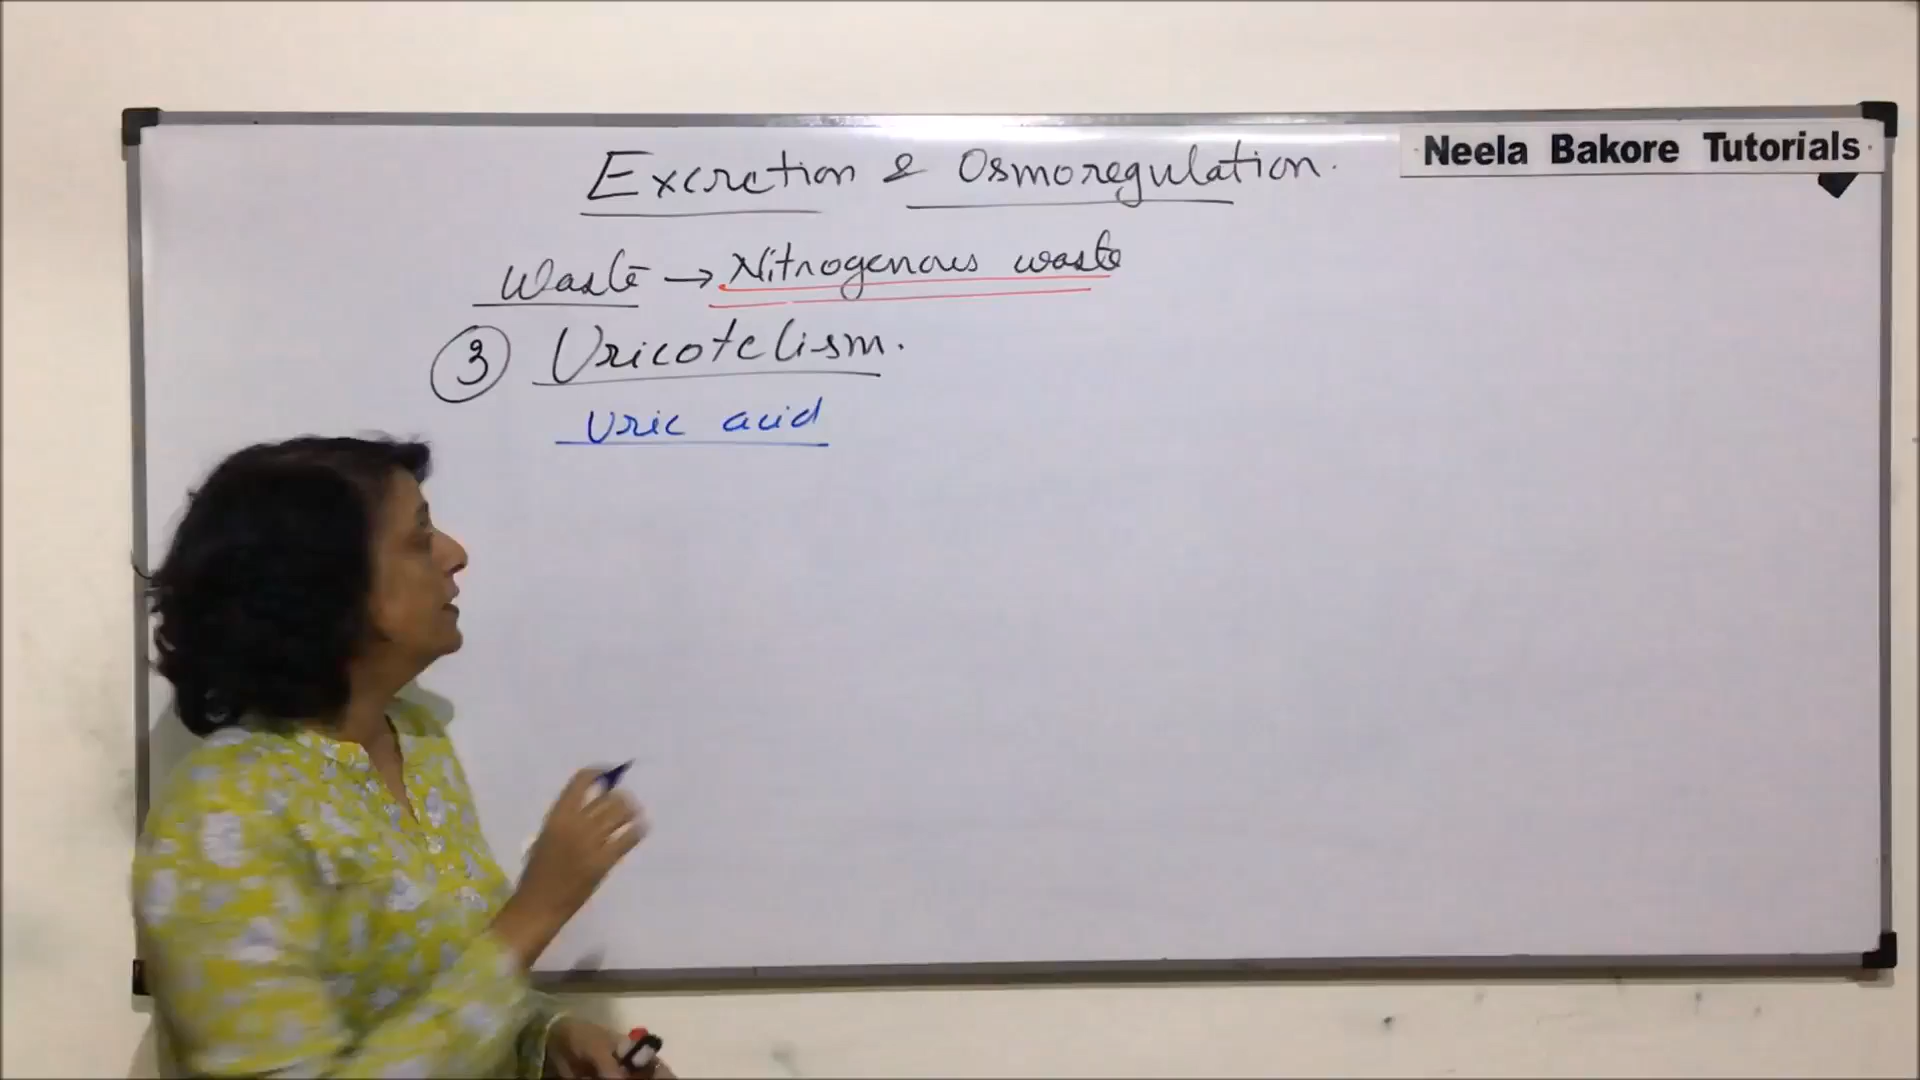 Neela Bakore Tutorials
Excretion & Osmoregulation.
Waste → Nitrogenous waste
3 Uricotelism.
Uric acid